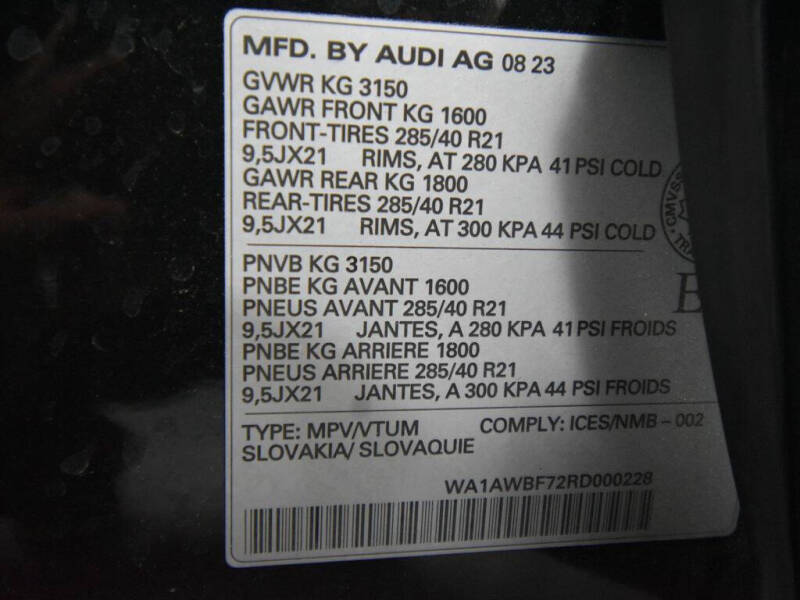 MFD. BY AUDI AG 08 23
GVWR KG 3150
GAWR FRONT KG 1600
FRONT-TIRES 285/40 R21
9,5JX21 RIMS, AT 280 KPA 41 PSI COLD
GAWR REAR KG 1800
REAR-TIRES 285/40 R21
9,5JX21 RIMS, AT 300 KPA 44 PSI COLD
PNVB KG 3150
PNBE KG AVANT 1600
PNEUS AVANT 285/40 R21
9,5JX21 JANTES, A 280 KPA 41 PSI FROIDS
PNBE KG ARRIERE 1800
PNEUS ARRIERE 285/40 R21
9,5JX21 JANTES, A 300 KPA 44 PSI FROIDS
TYPE: MPV/VTUM COMPLY: ICES/NMB - 002
SLOVAKIA/ SLOVAQUIE
WA1AWBF72RD000228